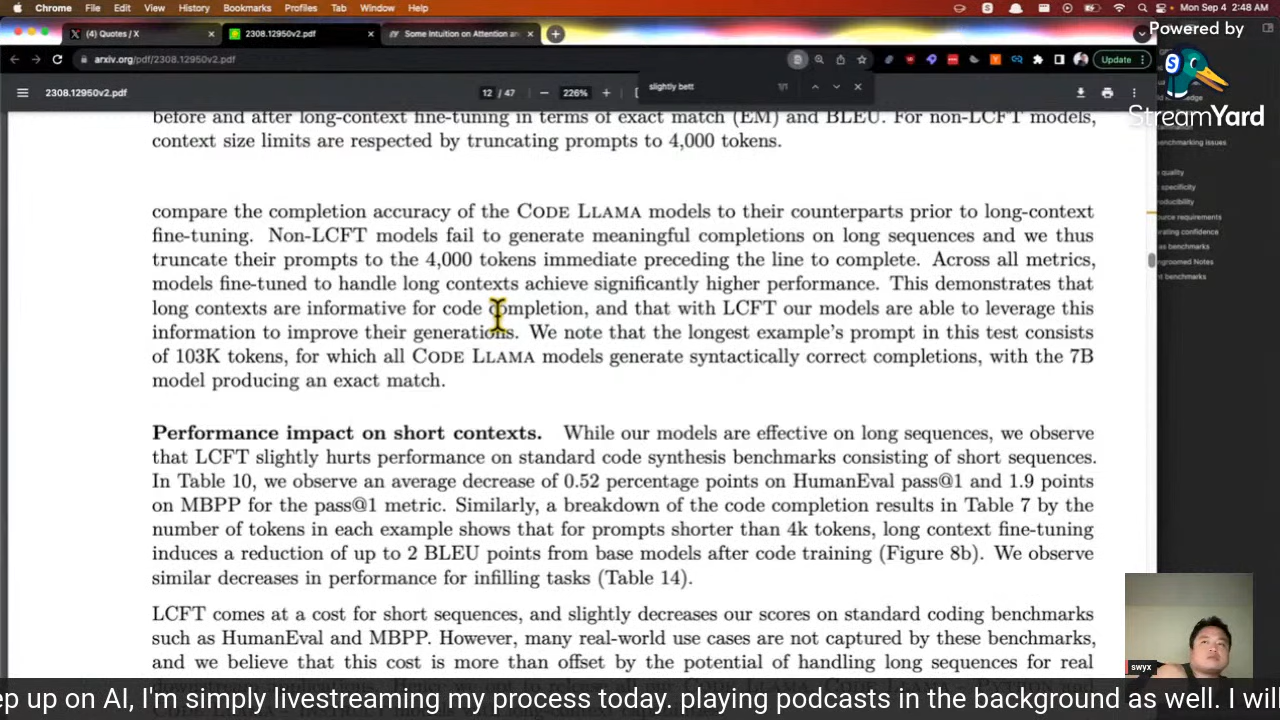 Chrome File Edit View History Bookmarks Profiles Tab Window Help
Mon Sep 4 2:48 AM
(4) Quotes / X
2308.12950v2.pdf
Some Intuition on Attention an
Powered by
StreamYard
arxiv.org/pdf/2308.12950v2.pdf
Update
slightly bett
1/1
2308.12950v2.pdf
12 / 47
226%
before and after long-context fine-tuning in terms of exact match (EM) and BLEU. For non-LCFT models,
context size limits are respected by truncating prompts to 4,000 tokens.
compare the completion accuracy of the CODE LLAMA models to their counterparts prior to long-context
fine-tuning. Non-LCFT models fail to generate meaningful completions on long sequences and we thus
truncate their prompts to the 4,000 tokens immediate preceding the line to complete. Across all metrics,
models fine-tuned to handle long contexts achieve significantly higher performance. This demonstrates that
long contexts are informative for code completion, and that with LCFT our models are able to leverage this
information to improve their generations. We note that the longest example's prompt in this test consists
of 103K tokens, for which all CODE LLAMA models generate syntactically correct completions, with the 7B
model producing an exact match.
Performance impact on short contexts. While our models are effective on long sequences, we observe
that LCFT slightly hurts performance on standard code synthesis benchmarks consisting of short sequences.
In Table 10, we observe an average decrease of 0.52 percentage points on HumanEval pass@1 and 1.9 points
on MBPP for the pass@1 metric. Similarly, a breakdown of the code completion results in Table 7 by the
number of tokens in each example shows that for prompts shorter than 4k tokens, long context fine-tuning
induces a reduction of up to 2 BLEU points from base models after code training (Figure 8b). We observe
similar decreases in performance for infilling tasks (Table 14).
LCFT comes at a cost for short sequences, and slightly decreases our scores on standard coding benchmarks
such as HumanEval and MBPP. However, many real-world use cases are not captured by these benchmarks,
and we believe that this cost is more than offset by the potential of handling long sequences for real
enchmarking issues
quality
specificity
ducibility
ource requirements
rating confidence
as benchmarks
ngroomed Notes
t benchmarks
swyx
ep up on AI, I'm simply livestreaming my process today. playing podcasts in the background as well. I will